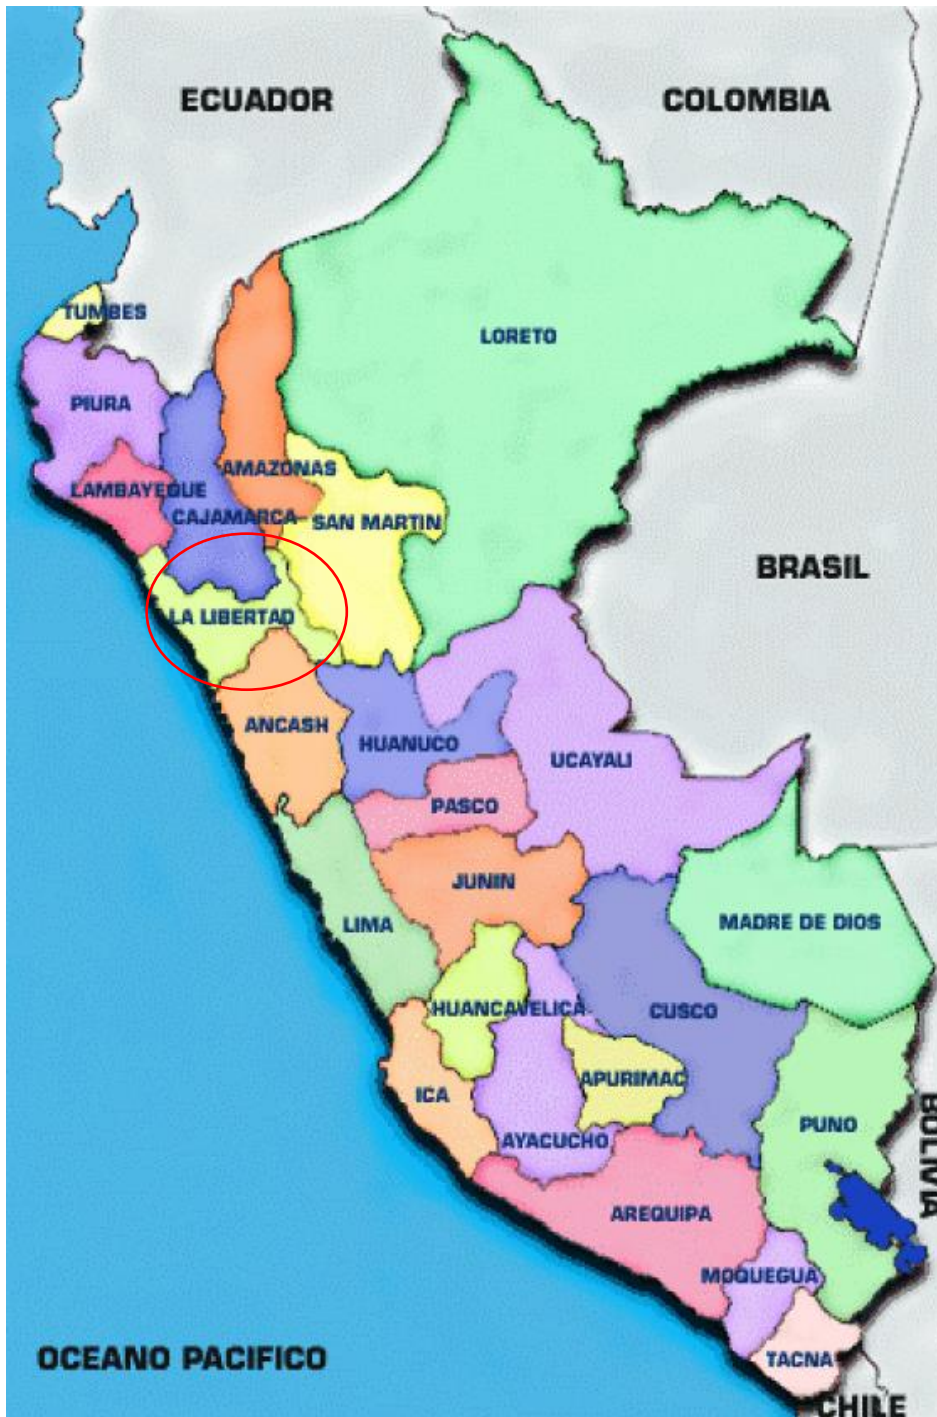 ECUADOR
COLOMBIA
TUMBES
LORETO
PIURA
AMAZONAS
LAMBAYEQUE
CAJAMARCA
SAN MARTIN
BRASIL
LA LIBERTAD
ANCASH
HUANUCO
UCAYALI
PASCO
JUNIN
LIMA
MADRE DE DIOS
HUANCAVELICA
CUSCO
APURIMAC
ICA
PUNO
BOLIVIA
AYACUCHO
AREQUIPA
MOQUEGUA
OCEANO PACIFICO
TACNA
CHILE